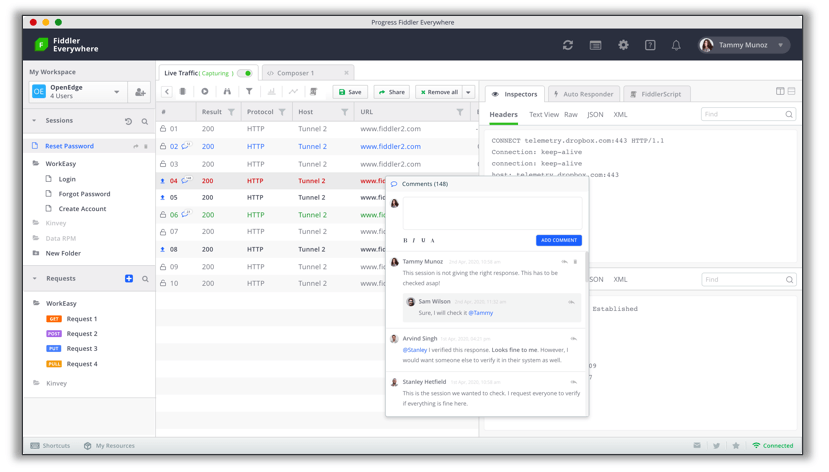 Progress Fiddler Everywhere
Fiddler
Everywhere
Tammy Munoz
My Workspace
OE
OpenEdge
4 Users
Sessions
Reset Password
WorkEasy
Login
Forgot Password
Create Account
Kinvey
Data RPM
New Folder
Requests
WorkEasy
GET Request 1
POST Request 2
PUT Request 3
PULL Request 4
Kinvey
Live Traffic | Capturing |
</> Composer 1
Save
Share
Remove all
# Result Protocol Host URL
01 200 HTTP Tunnel 2 www.fiddler2.com
02 200 HTTP Tunnel 2 www.fiddler2.com
03 200 HTTP Tunnel 2 www.fiddler2.com
04 200 HTTP Tunnel 2 www.fid
05 200 HTTP Tunnel 2 www.fic
06 200 HTTP Tunnel 2 www.fic
07 200 HTTP Tunnel 2 www.fic
08 200 HTTP Tunnel 2 www.fic
09 200 HTTP Tunnel 2 www.fic
10 200 HTTP Tunnel 2 www.fic
Inspectors
Auto Responder
FiddlerScript
Headers Text View Raw JSON XML
Find
CONNECT telemetry.dropbox.com:443 HTTP/1.1
Connection: keep-alive
connection: keep-alive
host: telemetry.dropbox.com:443
Comments (148)
B I U A
ADD COMMENT
Tammy Munoz 2nd Apr, 2020, 10:50 am
This session is not giving the right response. This has to be
checked asap!
Sam Wilson 2nd Apr, 2020, 11:02 am
Sure, I will check it @Tammy
Arvind Singh
@Stanley I verified this response. Looks fine to me. However, I
would want someone else to verify it in their system as well.
Stanley Hetfield 1st Apr, 2020, 10:50 am
This is the session we wanted to check. I request everyone to verify
if everything is fine here.
SON XML
Find
Established
09
7
Shortcuts
My Resources
Connected